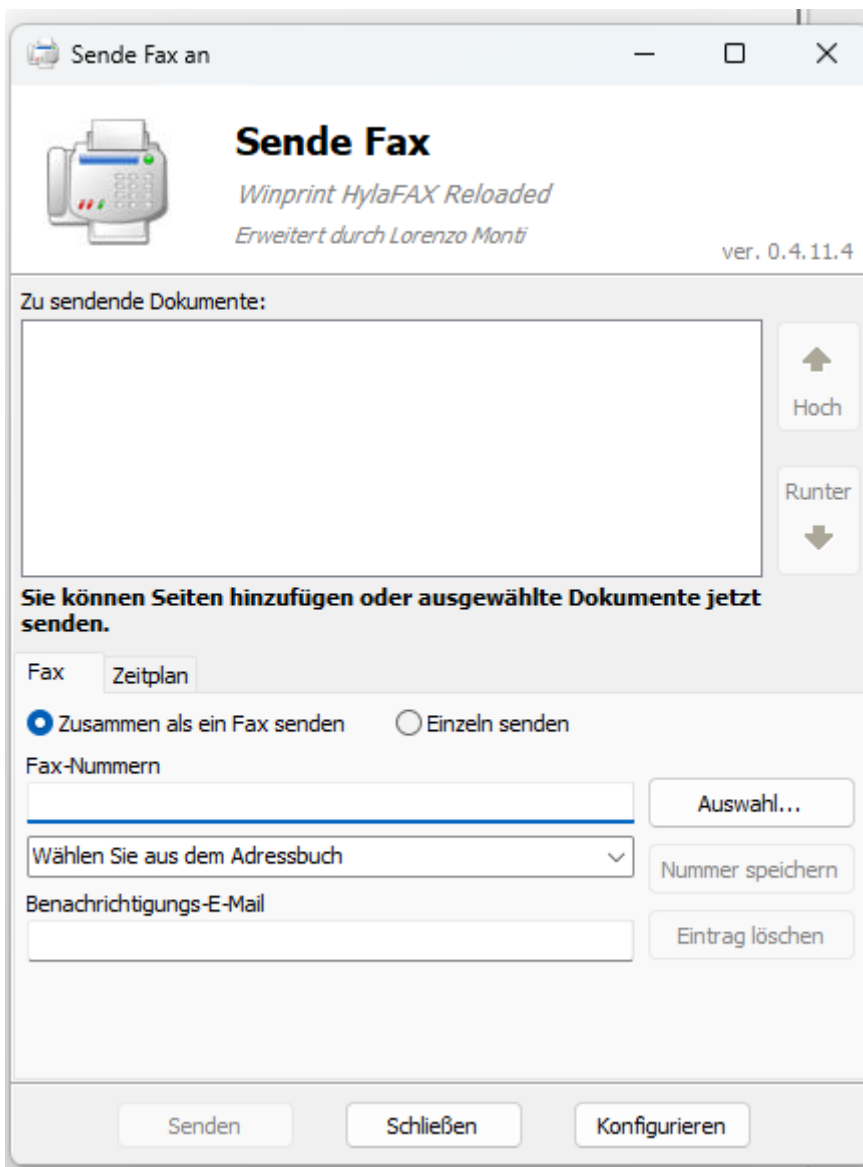 Sende Fax an
Sende Fax
Winprint HylaFAX Reloaded
Erweitert durch Lorenzo Monti
ver. 0.4.11.4
Zu sendende Dokumente:
Hoch
Runter
Sie können Seiten hinzufügen oder ausgewählte Dokumente jetzt
senden.
Fax
Zeitplan
Zusammen als ein Fax senden
Einzeln senden
Fax-Nummern
Auswahl...
Wählen Sie aus dem Adressbuch
Nummer speichern
Benachrichtigungs-E-Mail
Eintrag löschen
Senden
Schließen
Konfigurieren